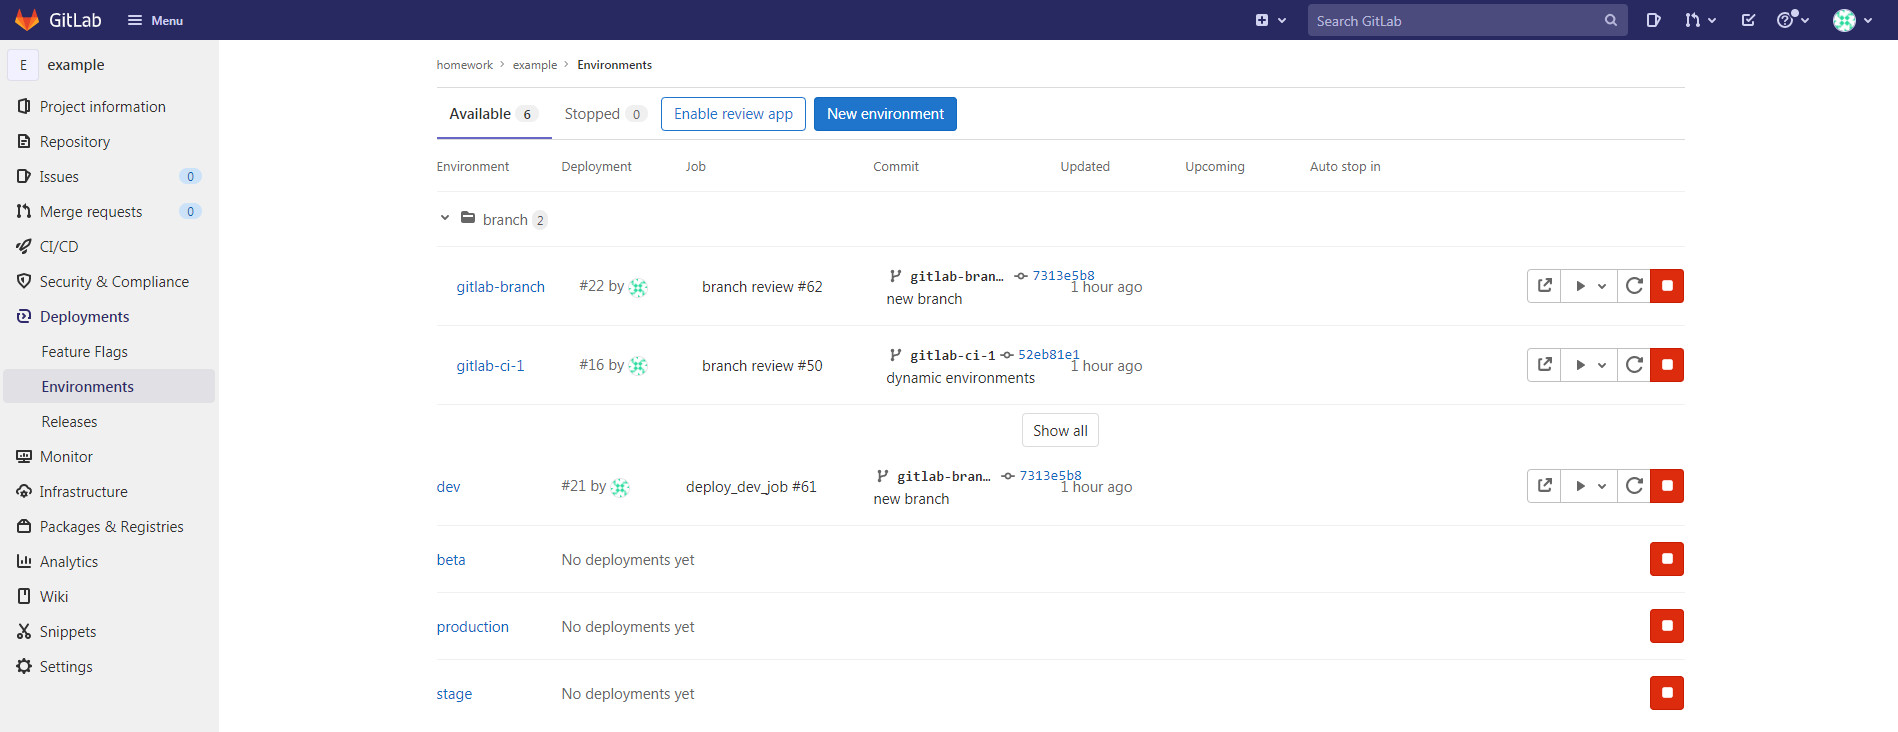 GitLab Menu Search GitLab
E example
Project information
Repository
Issues 0
Merge requests 0
CI/CD
Security & Compliance
Deployments
Feature Flags
Environments
Releases
Monitor
Infrastructure
Packages & Registries
Analytics
Wiki
Snippets
Settings
homework > example > Environments
Available 6 Stopped 0 Enable review app New environment
Environment Deployment Job Commit Updated Upcoming Auto stop in
branch 2
gitlab-branch #22 by branch review #62 gitlab-bran… 7313e5b8 1 hour ago
new branch
gitlab-ci-1 #16 by branch review #50 gitlab-ci-1 52eb81e1 1 hour ago
dynamic environments
Show all
dev #21 by deploy_dev_job #61 gitlab-bran… 7313e5b8 1 hour ago
new branch
beta No deployments yet
production No deployments yet
stage No deployments yet